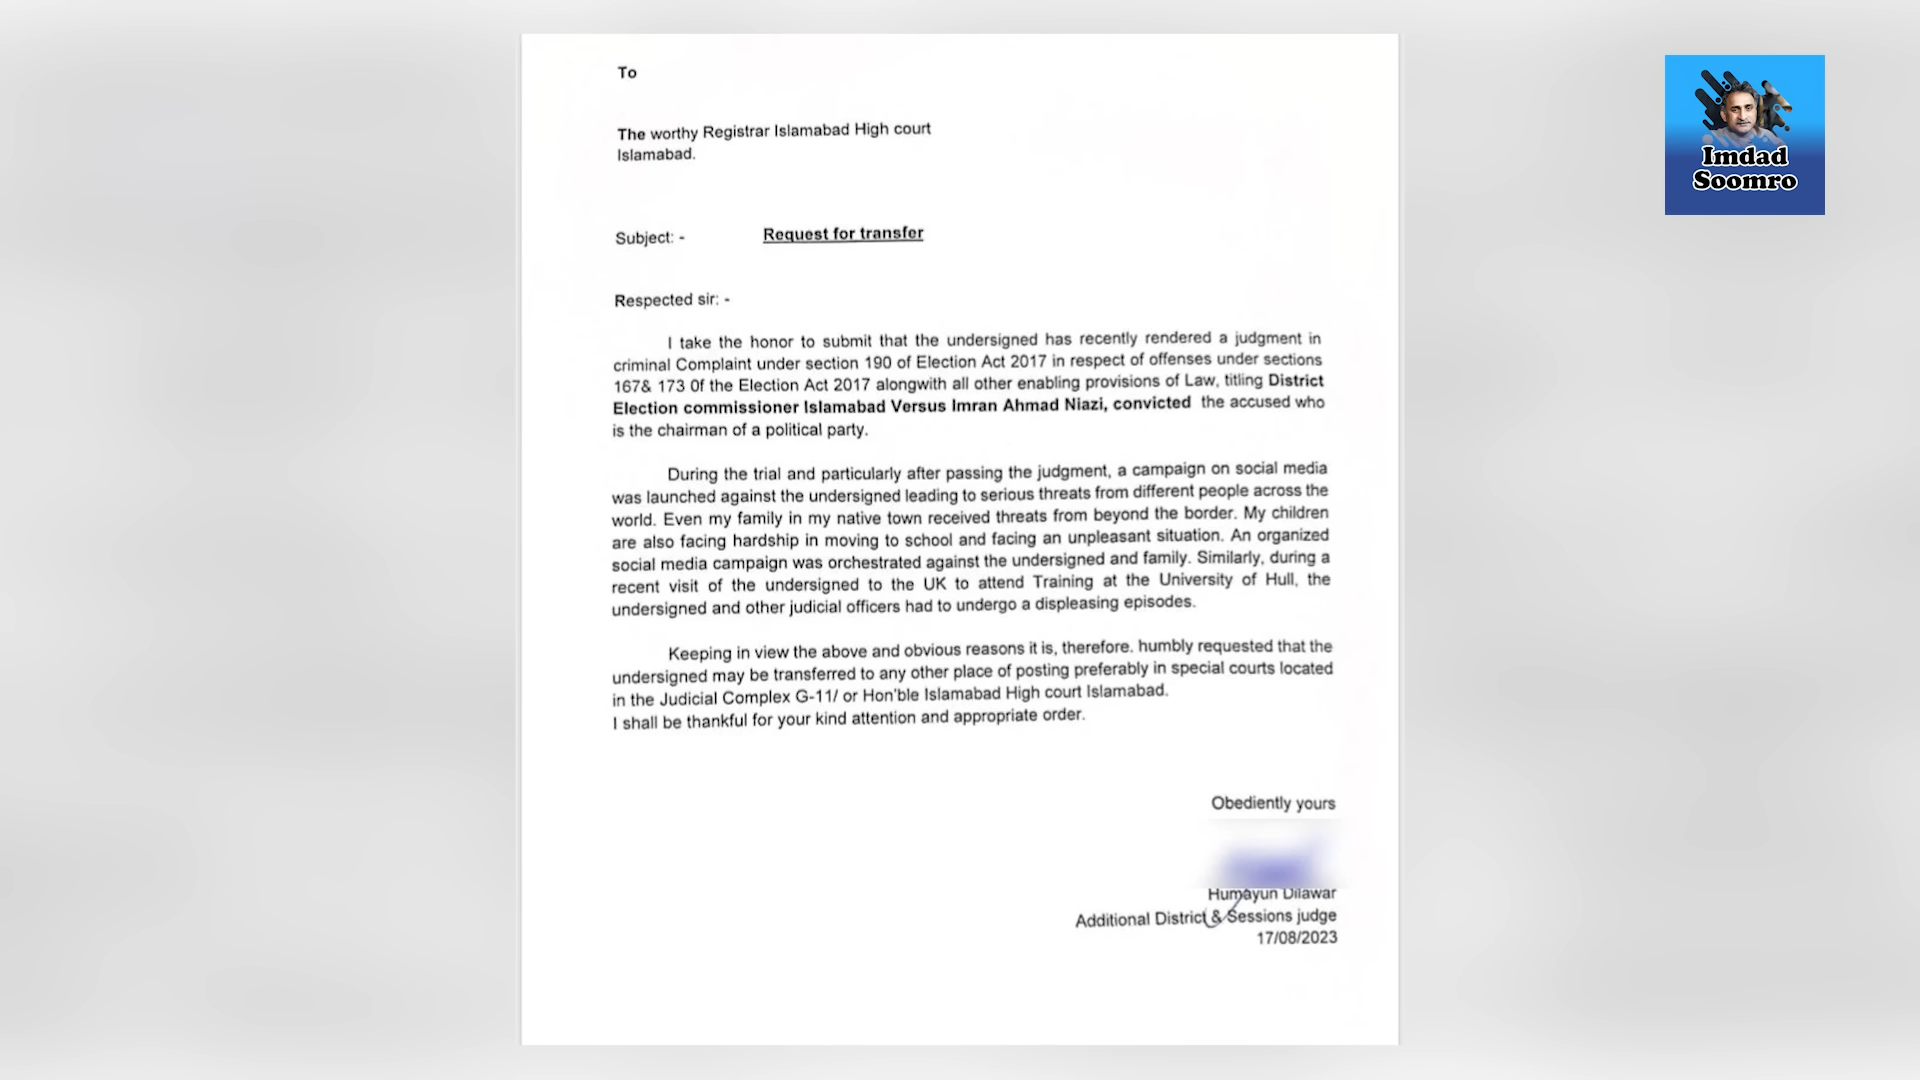 To
The worthy Registrar Islamabad High court
Islamabad.
Subject: - Request for transfer
Respected sir: -
I take the honor to submit that the undersigned has recently rendered a judgment in
criminal Complaint under section 190 of Election Act 2017 in respect of offenses under sections
167& 173 0f the Election Act 2017 alongwith all other enabling provisions of Law, titling District
Election commissioner Islamabad Versus Imran Ahmad Niazi, convicted the accused who
is the chairman of a political party.
During the trial and particularly after passing the judgment, a campaign on social media
was launched against the undersigned leading to serious threats from different people across the
world. Even my family in my native town received threats from beyond the border. My children
are also facing hardship in moving to school and facing an unpleasant situation. An organized
social media campaign was orchestrated against the undersigned and family. Similarly, during a
recent visit of the undersigned to the UK to attend Training at the University of Hull, the
undersigned and other judicial officers had to undergo a displeasing episodes.
Keeping in view the above and obvious reasons it is, therefore. humbly requested that the
undersigned may be transferred to any other place of posting preferably in special courts located
in the Judicial Complex G-11/ or Hon'ble Islamabad High court Islamabad.
I shall be thankful for your kind attention and appropriate order.
Obediently yours
Humayun Dilawar
Additional District & Sessions judge
17/08/2023
Imdad
Soomro